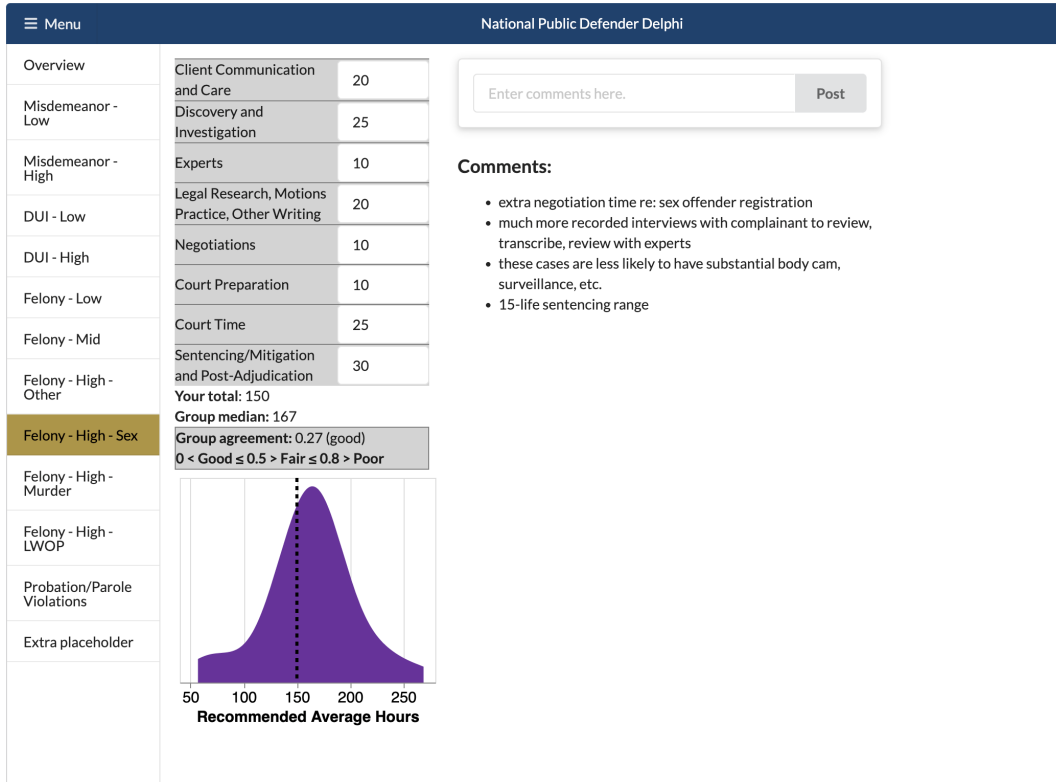 ☰ Menu
National Public Defender Delphi
Overview
Misdemeanor -
Low
Misdemeanor -
High
DUI - Low
DUI - High
Felony - Low
Felony - Mid
Felony - High -
Other
Felony - High - Sex
Felony - High -
Murder
Felony - High -
LWOP
Probation/Parole
Violations
Extra placeholder
Client Communication
and Care
20
Discovery and
Investigation
25
Experts
10
Legal Research, Motions
Practice, Other Writing
20
Negotiations
10
Court Preparation
10
Court Time
25
Sentencing/Mitigation
and Post-Adjudication
30
Your total: 150
Group median: 167
Group agreement: 0.27 (good)
0 < Good ≤ 0.5 > Fair ≤ 0.8 > Poor
50 100 150 200 250
Recommended Average Hours
Enter comments here.
Post
Comments:
• extra negotiation time re: sex offender registration
• much more recorded interviews with complainant to review,
transcribe, review with experts
• these cases are less likely to have substantial body cam,
surveillance, etc.
• 15-life sentencing range